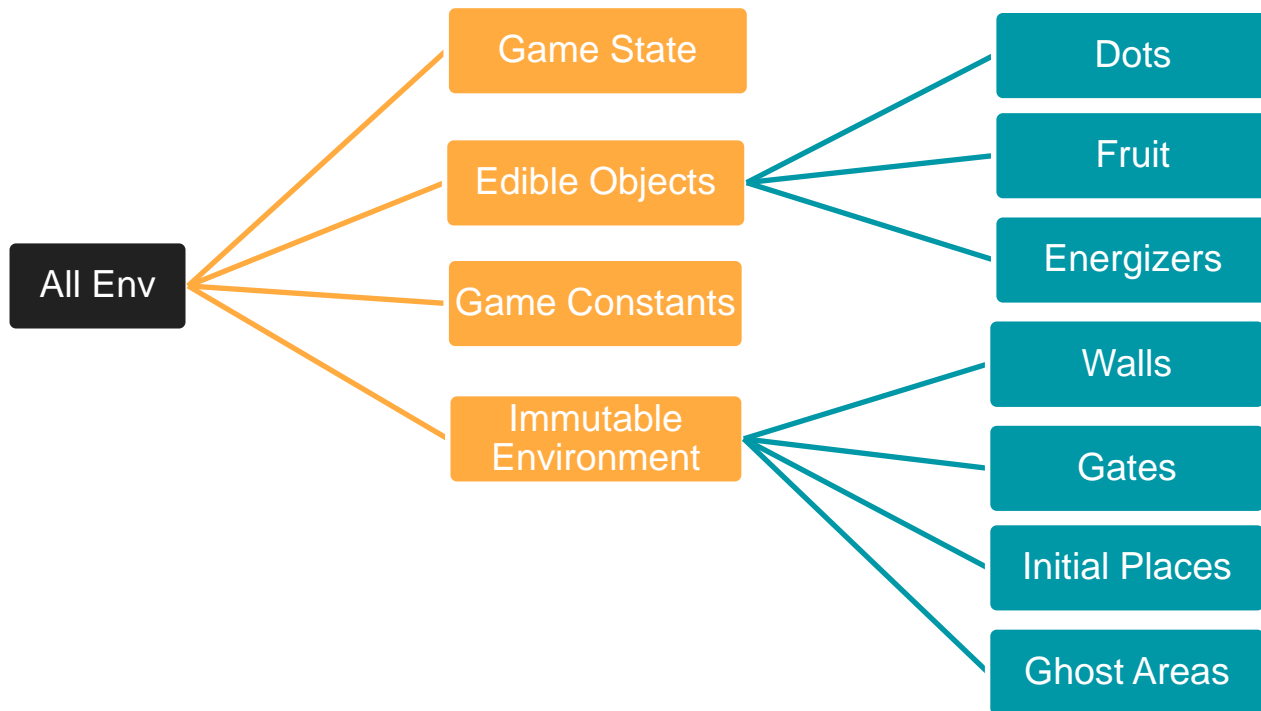 All Env
Game State
Edible Objects
Game Constants
Immutable
Environment
Dots
Fruit
Energizers
Walls
Gates
Initial Places
Ghost Areas